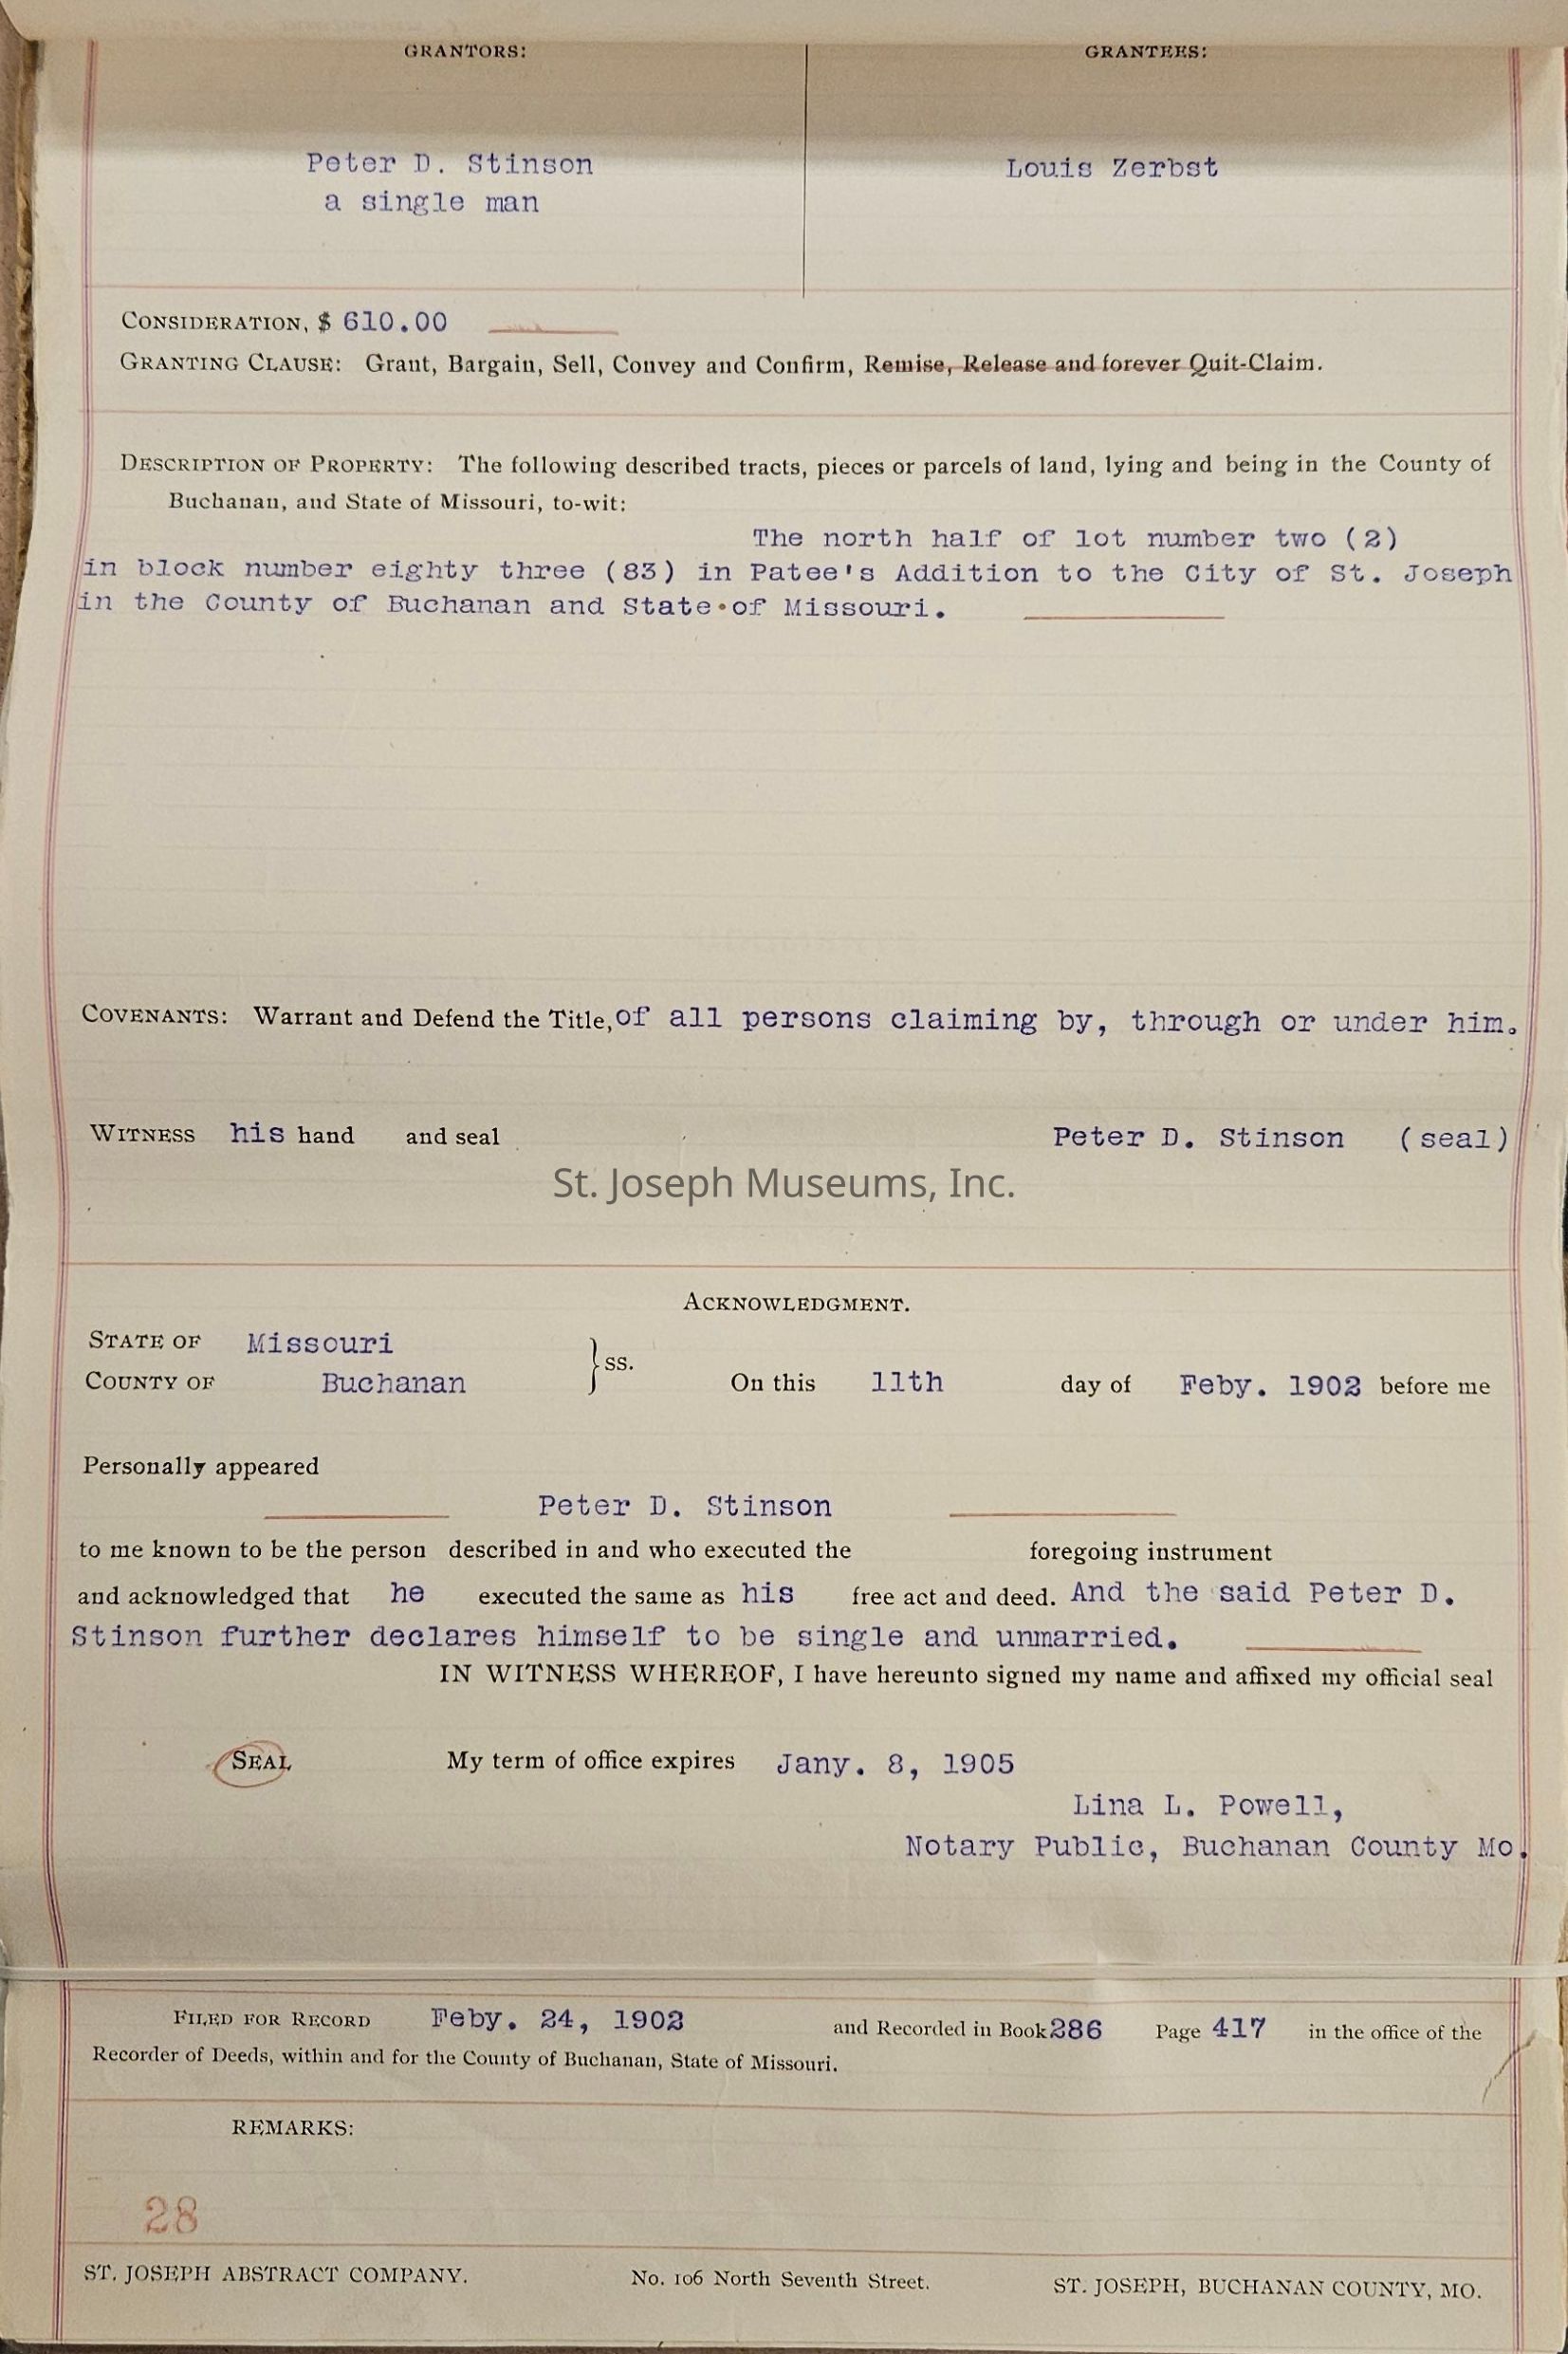 GRANTORS: GRANTEES:
Peter D. Stinson Louis Zerbst
a single man
CONSIDERATION, $ 610.00
GRANTING CLAUSE: Grant, Bargain, Sell, Convey and Confirm, Remise, Release and forever Quit-Claim.
DESCRIPTION OF PROPERTY: The following described tracts, pieces or parcels of land, lying and being in the County of
Buchanan, and State of Missouri, to-wit:
The north half of lot number two (2)
in block number eighty three (83) in Patee's Addition to the City of St. Joseph
in the County of Buchanan and State of Missouri.
COVENANTS: Warrant and Defend the Title, of all persons claiming by, through or under him.
WITNESS his hand and seal Peter D. Stinson (seal)
St. Joseph Museums, Inc.
ACKNOWLEDGMENT.
STATE OF Missouri
COUNTY OF Buchanan } ss. On this 11th day of Feby. 1902 before me
Personally appeared
Peter D. Stinson
to me known to be the person described in and who executed the foregoing instrument
and acknowledged that he executed the same as his free act and deed. And the said Peter D.
Stinson further declares himself to be single and unmarried.
IN WITNESS WHEREOF, I have hereunto signed my name and affixed my official seal
SEAL My term of office expires Jany. 8, 1905
Lina L. Powell,
Notary Public, Buchanan County Mo.
FILED FOR RECORD Feby. 24, 1902 and Recorded in Book 286 Page 417 in the office of the
Recorder of Deeds, within and for the County of Buchanan, State of Missouri.
REMARKS:
28
ST. JOSEPH ABSTRACT COMPANY. No. 106 North Seventh Street. ST. JOSEPH, BUCHANAN COUNTY, MO.